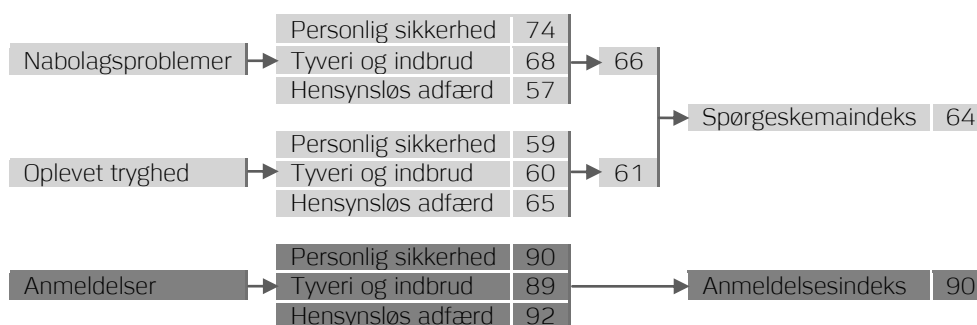 Personlig sikkerhed 74
Nabolagsproblemer Tyveri og indbrud 68 66
Hensynsløs adfærd 57
Spørgeskemaindeks 64
Personlig sikkerhed 59
Oplevet tryghed Tyveri og indbrud 60 61
Hensynsløs adfærd 65
Personlig sikkerhed 90
Anmeldelser Tyveri og indbrud 89 Anmeldelsesindeks 90
Hensynsløs adfærd 92